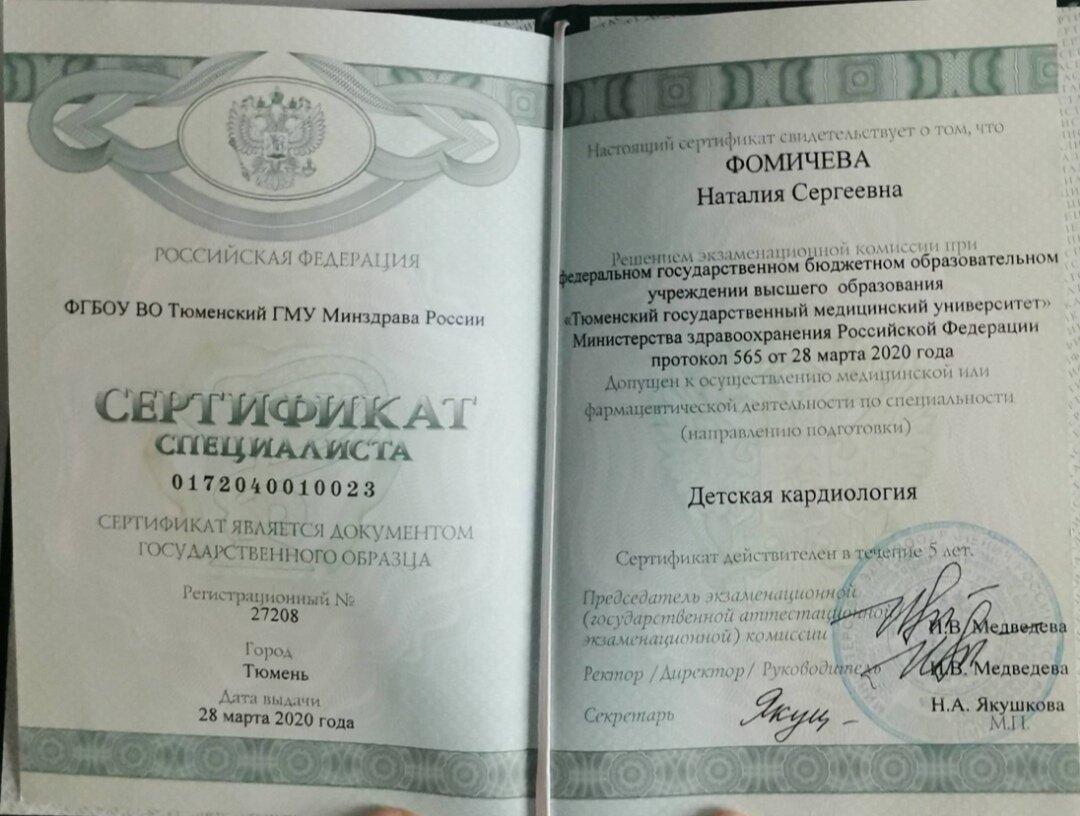 РОССИЙСКАЯ ФЕДЕРАЦИЯ
ФГБОУ ВО Тюменский ГМУ Минздрава России
СЕРТИФИКАТ
СПЕЦИАЛИСТА
0172040010023
СЕРТИФИКАТ ЯВЛЯЕТСЯ ДОКУМЕНТОМ
ГОСУДАРСТВЕННОГО ОБРАЗЦА
Регистрационный №
27208
Город
Тюмень
Дата выдачи
28 марта 2020 года
Настоящий сертификат свидетельствует о том, что
ФОМИЧЕВА
Наталия Сергеевна
Решением экзаменационной комиссии при
федеральном государственном бюджетном образовательном
учреждении высшего образования
«Тюменский государственный медицинский университет»
Министерства здравоохранения Российской Федерации
протокол 565 от 28 марта 2020 года
Допущен к осуществлению медицинской или
фармацевтической деятельности по специальности
(направлению подготовки)
Детская кардиология
Сертификат действителен в течение 5 лет.
Председатель экзаменационной
(государственной аттестационной
экзаменационной) комиссии
И.В. Медведева
Ректор /Директор/ Руководитель
И.В. Медведева
Секретарь
Якуш
Н.А. Якушкова
М.П.